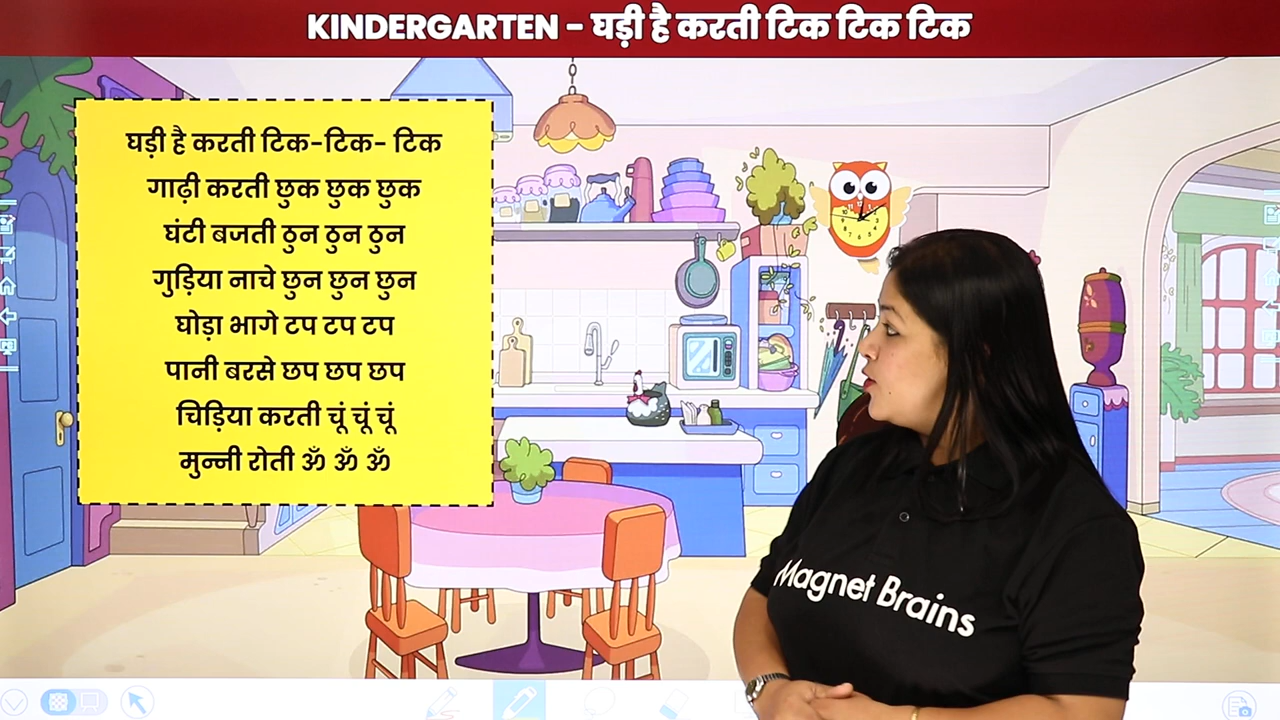 KINDERGARTEN - घड़ी है करती टिक टिक टिक
घड़ी है करती टिक-टिक- टिक
गाढ़ी करती छुक छुक छुक
घंटी बजती ठुन ठुन ठुन
गुड़िया नाचे छुन छुन छुन
घोड़ा भागे टप टप टप
पानी बरसे छप छप छप
चिड़िया करती चूं चूं चूं
मुन्नी रोती ॐ ॐ ॐ
Magnet Brains